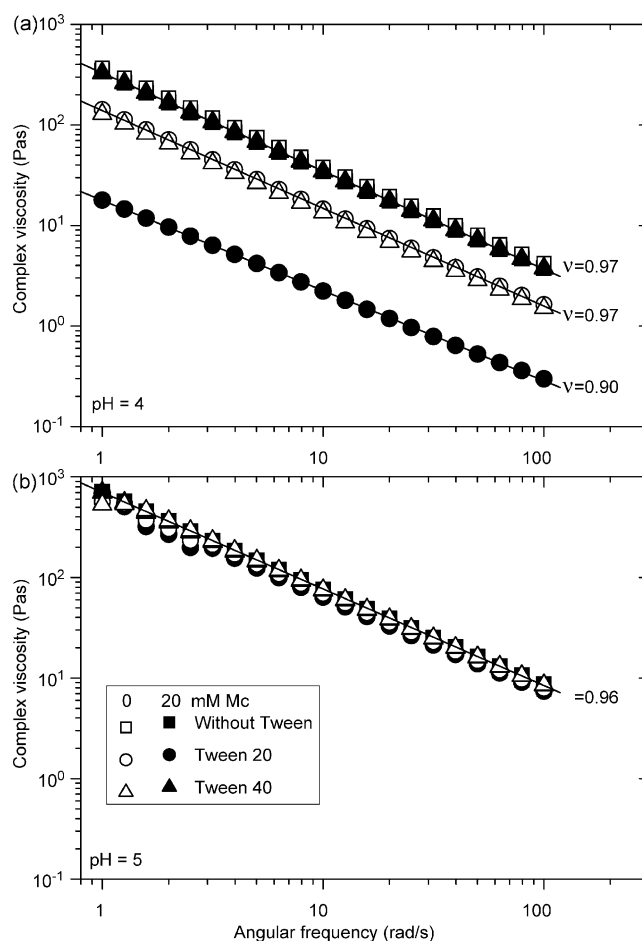 (a)
10³
10²
10¹
10⁰
10⁻¹
Complex viscosity (Pas)
ν=0.97
ν=0.97
ν=0.90
pH = 4
1
10
100
(b)
10³
10²
10¹
10⁰
10⁻¹
Complex viscosity (Pas)
=0.96
0 20 mM Mc
Without Tween
Tween 20
Tween 40
pH = 5
1
10
100
Angular frequency (rad/s)